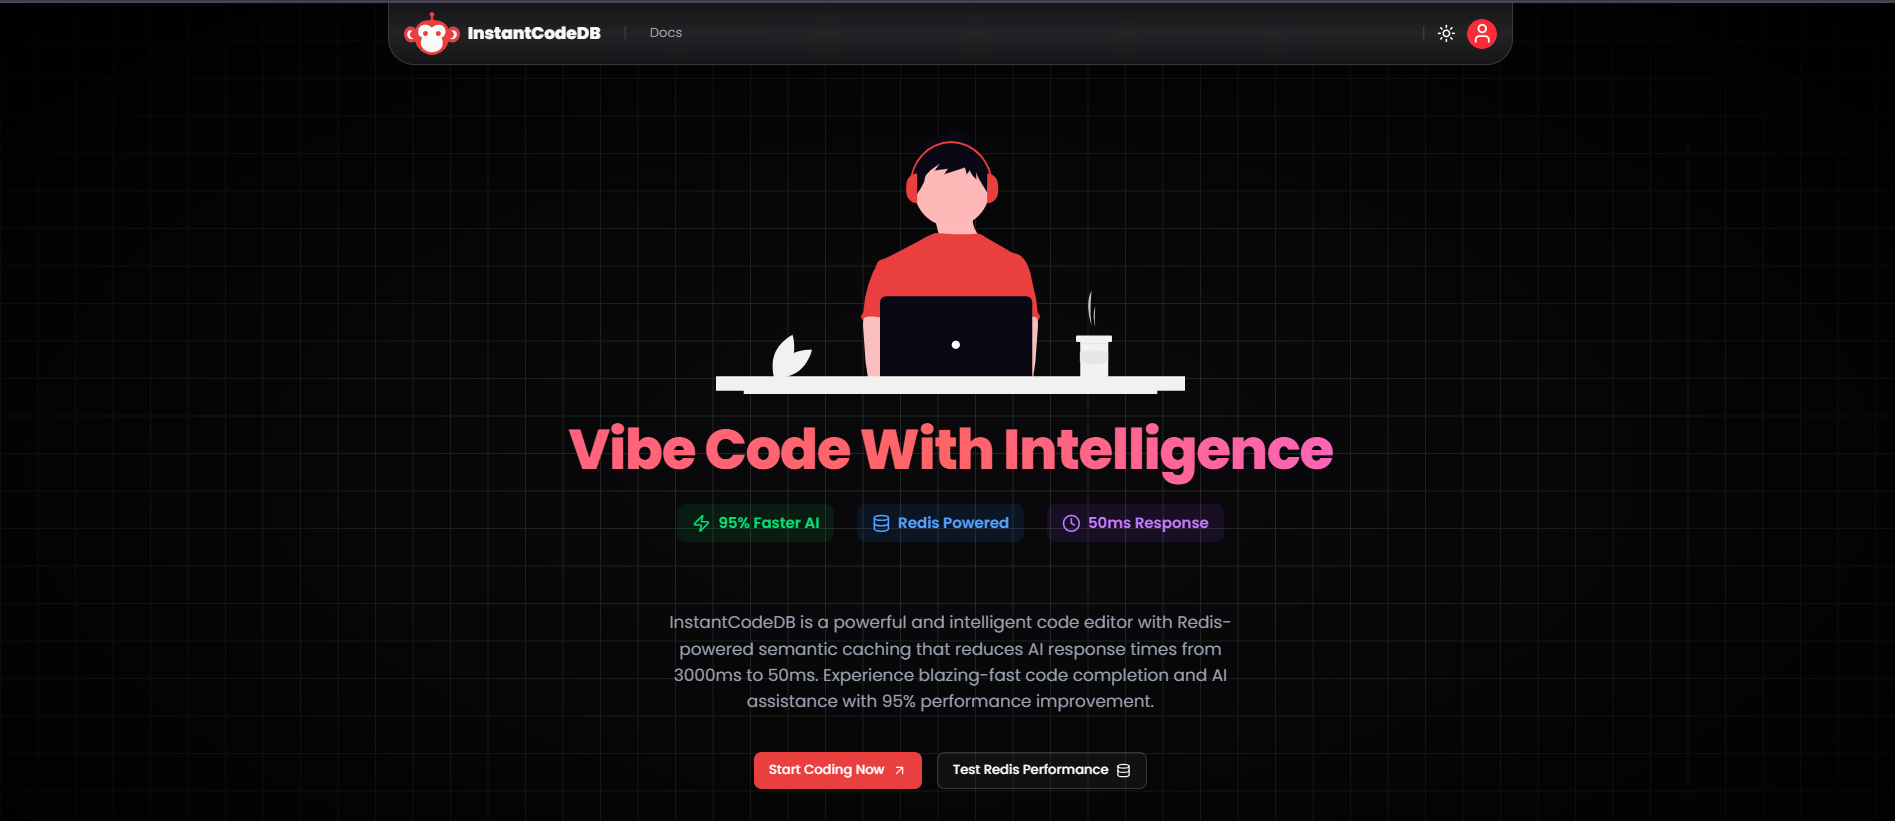 InstantCodeDB
Docs
Vibe Code With Intelligence
95% Faster AI
Redis Powered
50ms Response
InstantCodeDB is a powerful and intelligent code editor with Redis-
powered semantic caching that reduces AI response times from
3000ms to 50ms. Experience blazing-fast code completion and AI
assistance with 95% performance improvement.
Start Coding Now
Test Redis Performance